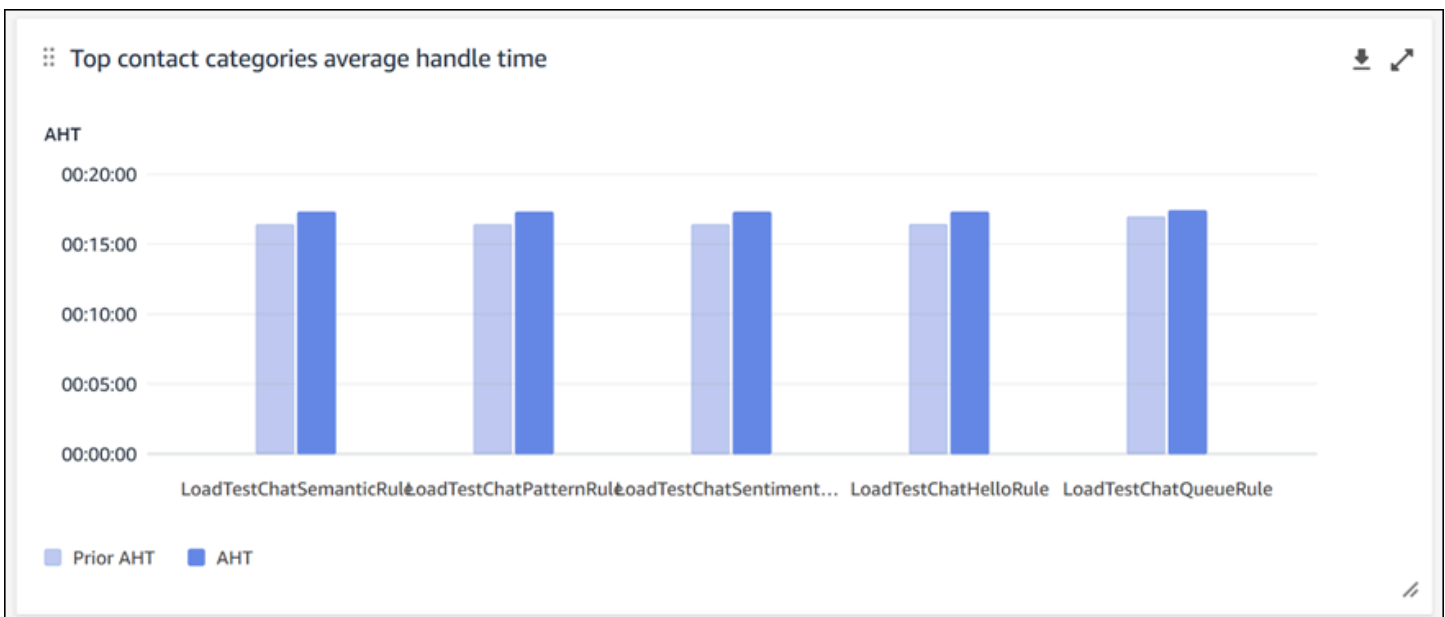 Top contact categories average handle time
AHT
00:20:00
00:15:00
00:10:00
00:05:00
00:00:00
LoadTestChatSemanticRule LoadTestChatPatternRule LoadTestChatSentiment... LoadTestChatHelloRule LoadTestChatQueueRule
Prior AHT AHT